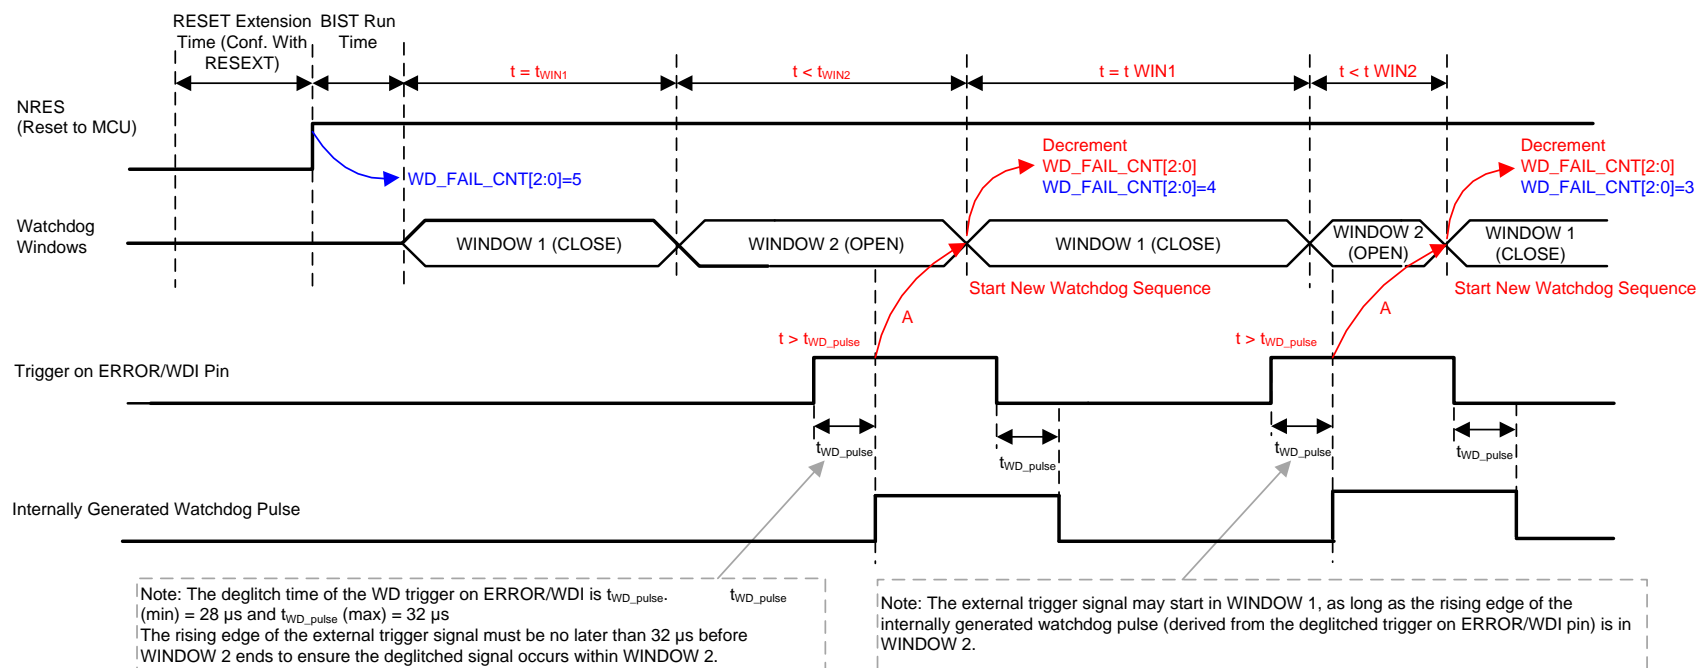 RESET Extension
Time (Conf. With
RESEXT)
BIST Run
Time
t = tWIN1
t < tWIN2
t = t WIN1
t < t WIN2
NRES
(Reset to MCU)
WD_FAIL_CNT[2:0]=5
Decrement
WD_FAIL_CNT[2:0]
WD_FAIL_CNT[2:0]=4
Decrement
WD_FAIL_CNT[2:0]
WD_FAIL_CNT[2:0]=3
Watchdog
Windows
WINDOW 1 (CLOSE)
WINDOW 2 (OPEN)
WINDOW 1 (CLOSE)
WINDOW 2
(OPEN)
WINDOW 1
(CLOSE)
Start New Watchdog Sequence
Start New Watchdog Sequence
A
A
t > tWD_pulse
t > tWD_pulse
Trigger on ERROR/WDI Pin
tWD_pulse
tWD_pulse
tWD_pulse
tWD_pulse
Internally Generated Watchdog Pulse
Note: The deglitch time of the WD trigger on ERROR/WDI is tWD_pulse. tWD_pulse
(min) = 28 µs and tWD_pulse (max) = 32 µs
The rising edge of the external trigger signal must be no later than 32 µs before
WINDOW 2 ends to ensure the deglitched signal occurs within WINDOW 2.
Note: The external trigger signal may start in WINDOW 1, as long as the rising edge of the
internally generated watchdog pulse (derived from the deglitched trigger on ERROR/WDI pin) is in
WINDOW 2.